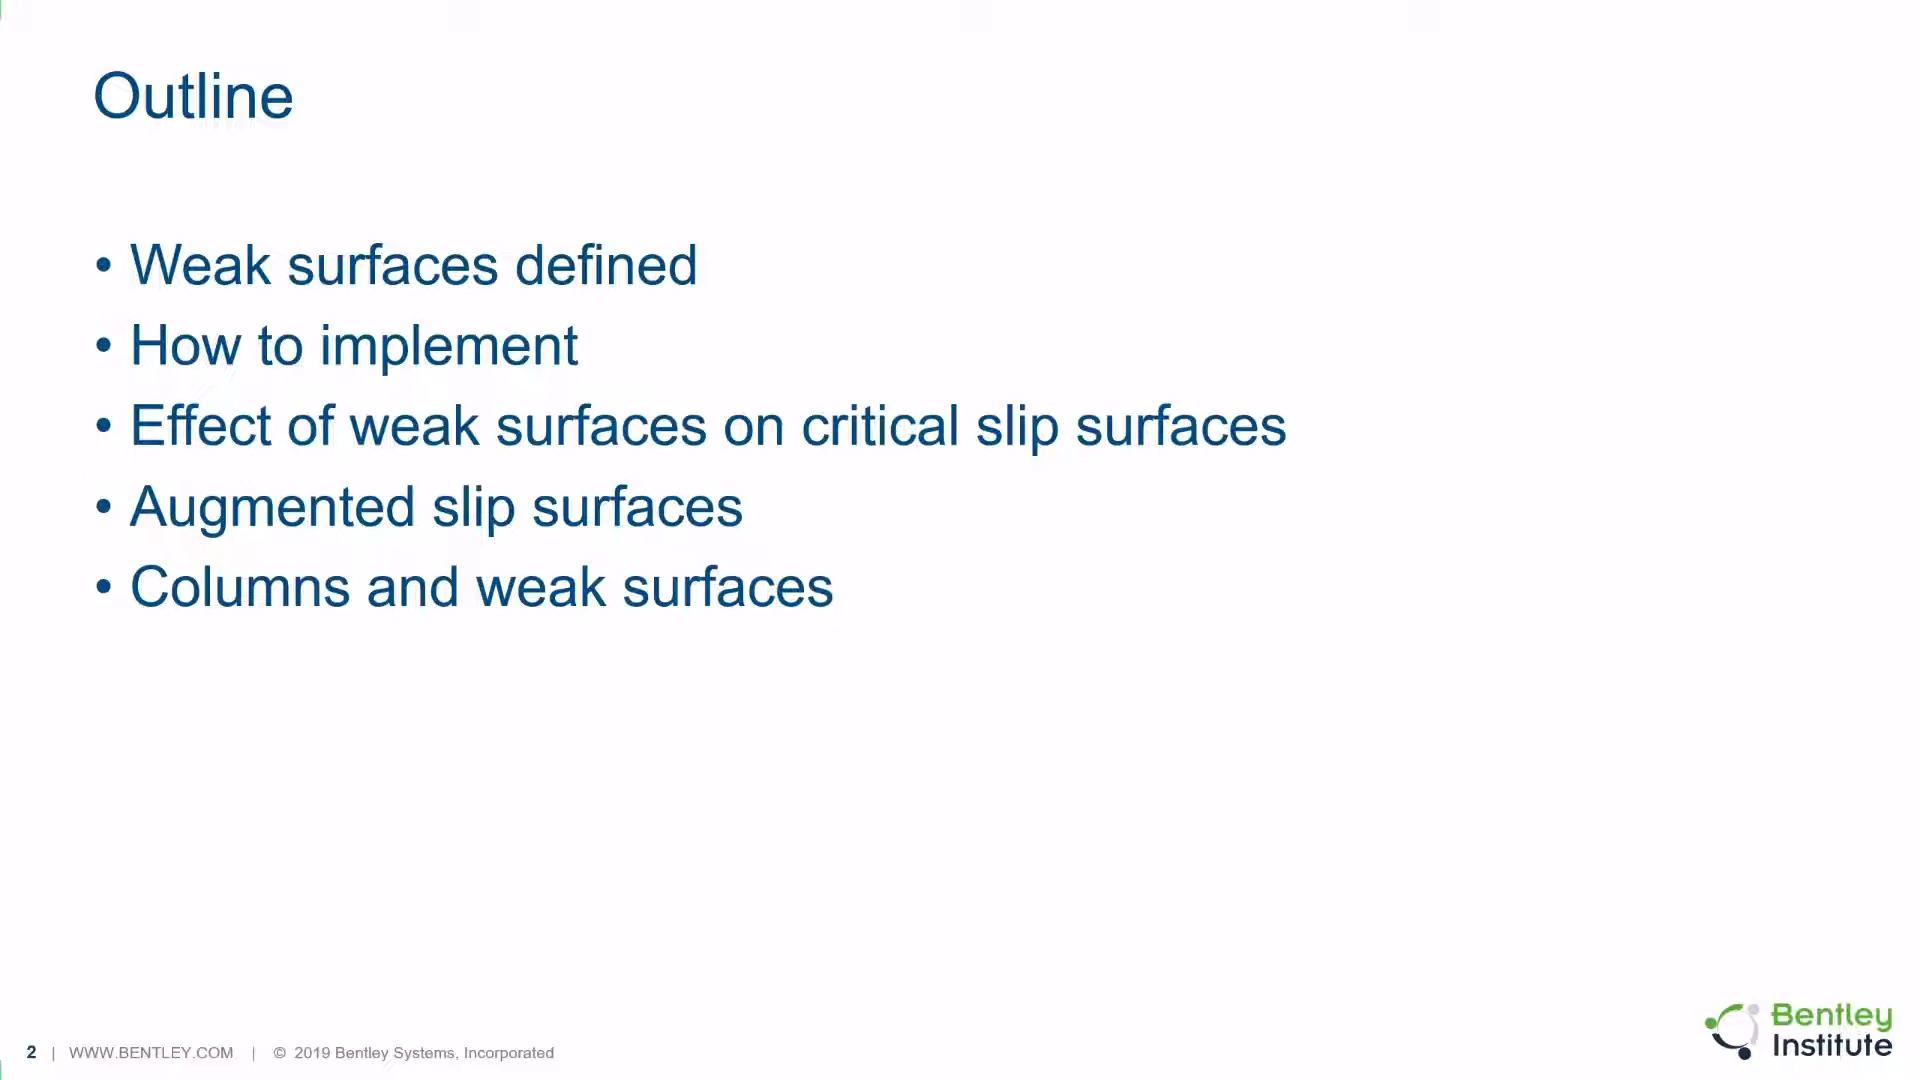 Outline
• Weak surfaces defined
• How to implement
• Effect of weak surfaces on critical slip surfaces
• Augmented slip surfaces
• Columns and weak surfaces
2 | WWW.BENTLEY.COM | © 2019 Bentley Systems, Incorporated
Bentley
Institute